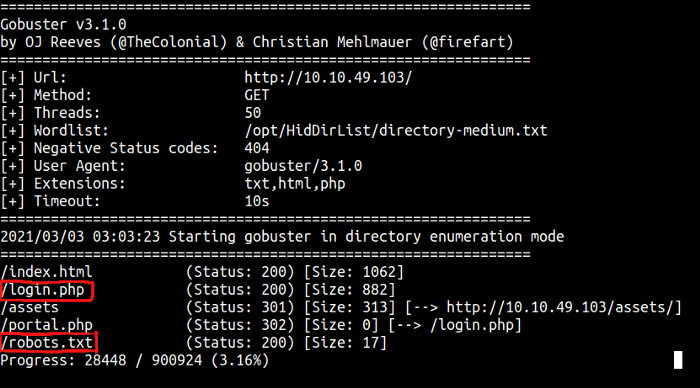 ===============================================================
Gobuster v3.1.0
by OJ Reeves (@TheColonial) & Christian Mehlmauer (@firefart)
===============================================================
[+] Url:                     http://10.10.49.103/
[+] Method:                  GET
[+] Threads:                 50
[+] Wordlist:                /opt/HidDirList/directory-medium.txt
[+] Negative Status codes:   404
[+] User Agent:              gobuster/3.1.0
[+] Extensions:              txt,html,php
[+] Timeout:                 10s
===============================================================
2021/03/03 03:03:23 Starting gobuster in directory enumeration mode
===============================================================
/index.html           (Status: 200) [Size: 1062]
/login.php            (Status: 200) [Size: 882]
/assets               (Status: 301) [Size: 313] [--> http://10.10.49.103/assets/]
/portal.php           (Status: 302) [Size: 0] [--> /login.php]
/robots.txt           (Status: 200) [Size: 17]
Progress: 28448 / 900924 (3.16%)